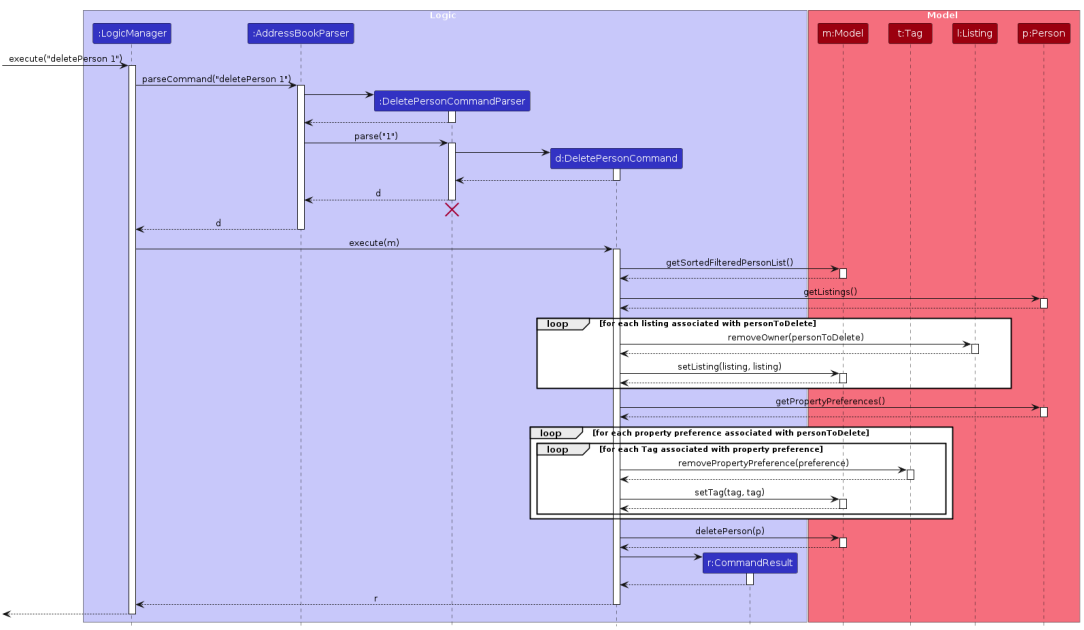 Logic
Model
:LogicManager
:AddressBookParser
m:Model
t:Tag
l:Listing
p:Person
execute("deletePerson 1")
parseCommand("deletePerson 1")
:DeletePersonCommandParser
parse("1")
d:DeletePersonCommand
d
d
execute(m)
getSortedFilteredPersonList()
getListings()
loop [for each listing associated with personToDelete]
removeOwner(personToDelete)
setListing(listing, listing)
getPropertyPreferences()
loop [for each property preference associated with personToDelete]
loop [for each Tag associated with property preference]
removePropertyPreference(preference)
setTag(tag, tag)
deletePerson(p)
r:CommandResult
r